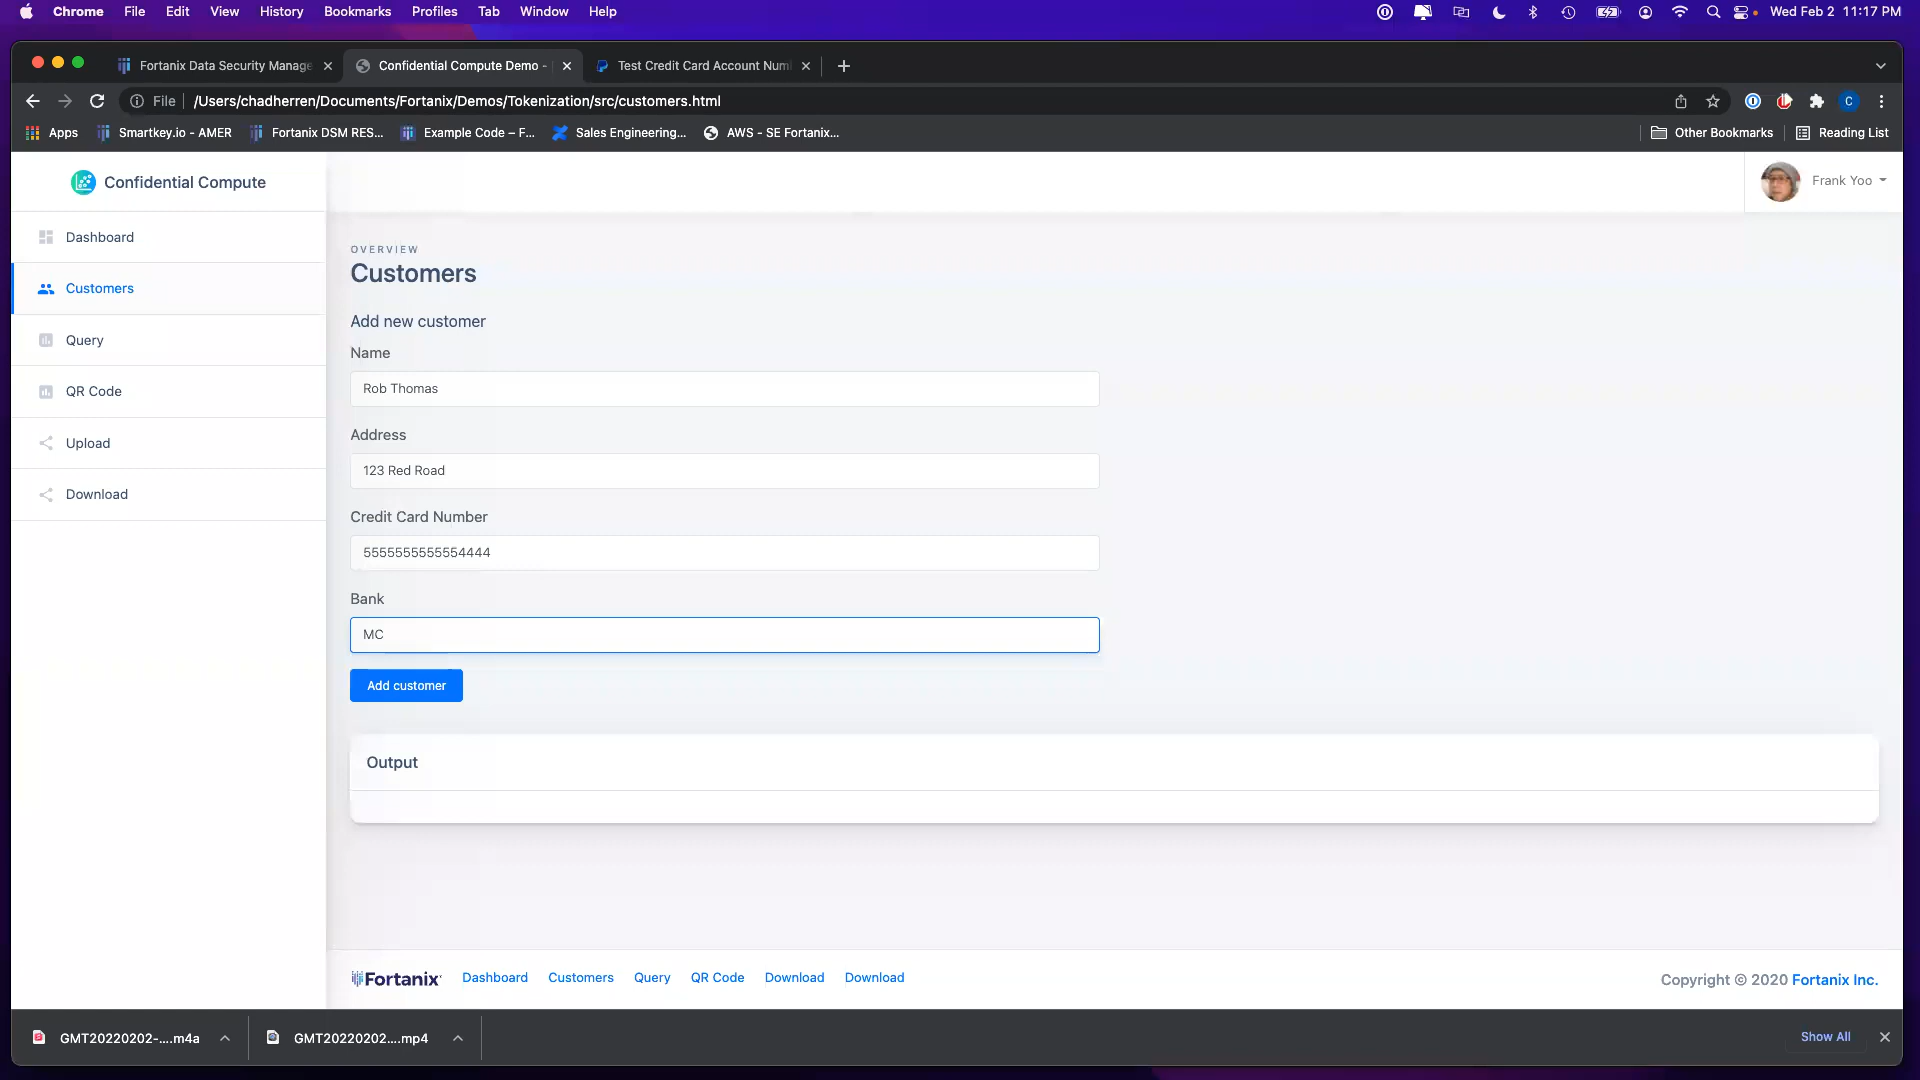 Chrome File Edit View History Bookmarks Profiles Tab Window Help Wed Feb 2 11:17 PM
Fortanix Data Security Manage Confidential Compute Demo - Test Credit Card Account Num
File /Users/chadherren/Documents/Fortanix/Demos/Tokenization/src/customers.html C
Apps Smartkey.io - AMER Fortanix DSM RES... Example Code – F... Sales Engineering... AWS - SE Fortanix... Other Bookmarks Reading List
Confidential Compute
Frank Yoo
Dashboard
Customers
Query
QR Code
Upload
Download
OVERVIEW
Customers
Add new customer
Name
Rob Thomas
Address
123 Red Road
Credit Card Number
5555555555554444
Bank
MC
Add customer
Output
Fortanix Dashboard Customers Query QR Code Download Download Copyright © 2020 Fortanix Inc.
GMT20220202-....m4a GMT20220202....mp4 Show All